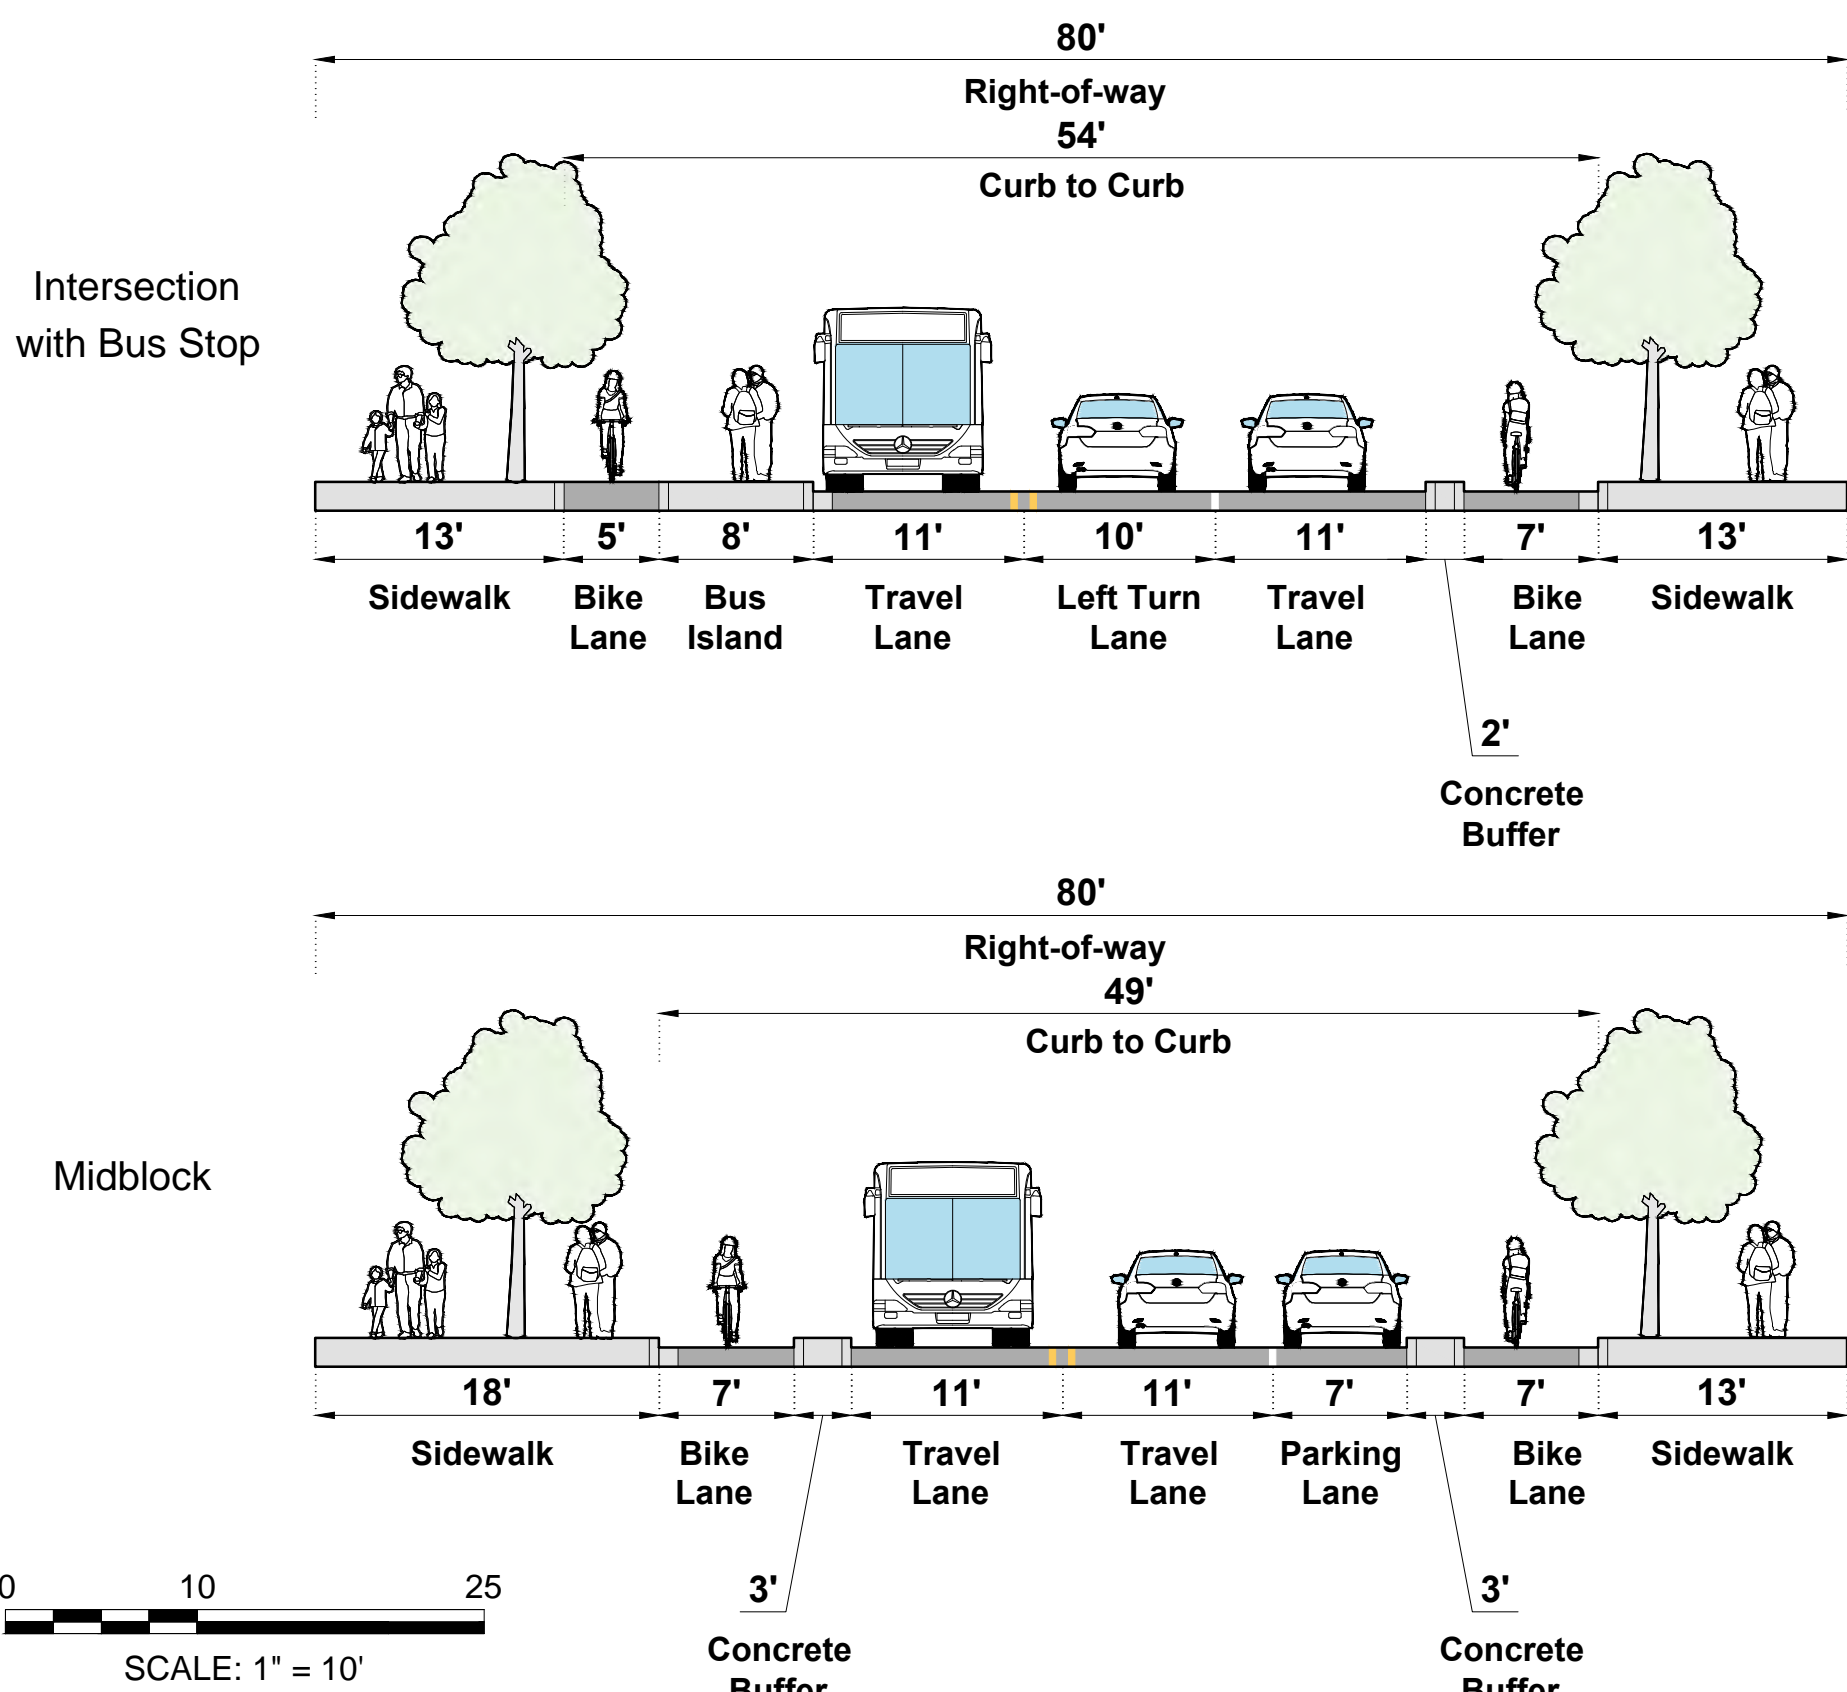 80'
Right-of-way
54'
Curb to Curb
Intersection
with Bus Stop
13' 5' 8' 11' 10' 11' 7' 13'
Sidewalk Bike Bus Travel Left Turn Travel Bike Sidewalk
Lane Island Lane Lane Lane Lane
2'
Concrete
Buffer
80'
Right-of-way
49'
Curb to Curb
Midblock
18' 7' 11' 11' 7' 7' 13'
Sidewalk Bike Travel Travel Parking Bike Sidewalk
Lane Lane Lane Lane Lane
0 10 25
3' 3'
SCALE: 1" = 10'
Concrete Concrete
Buffer Buffer